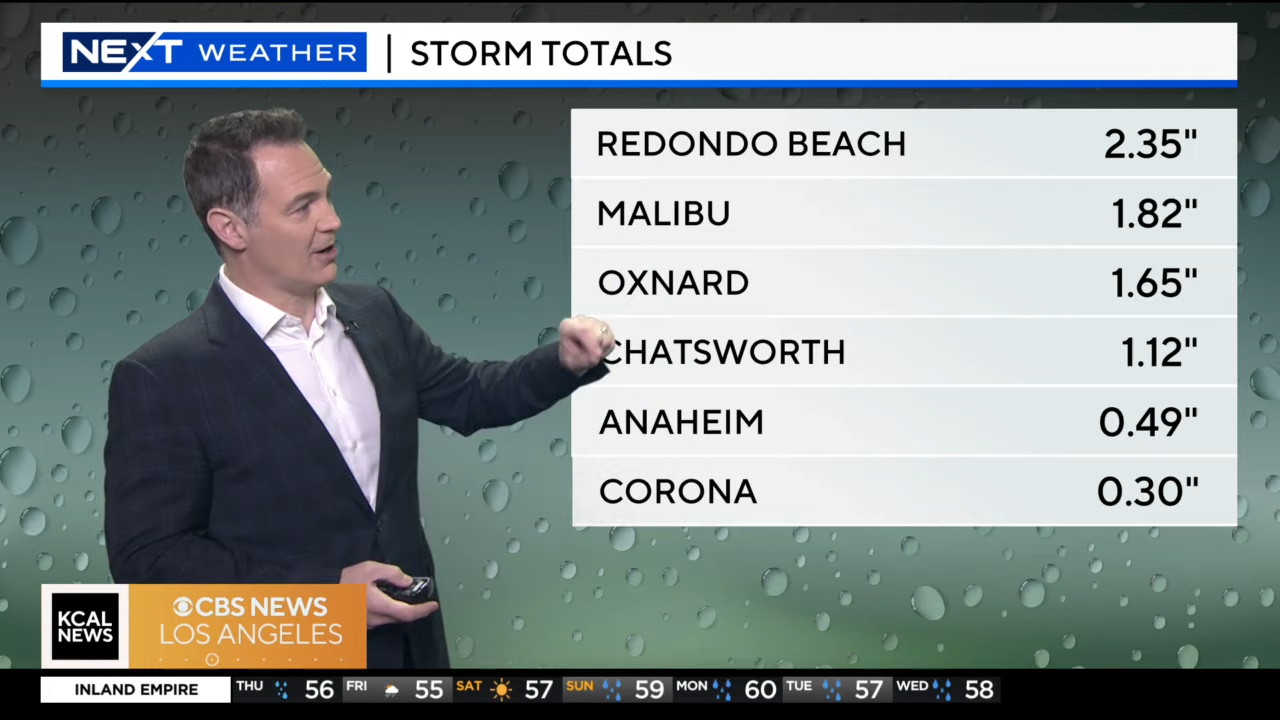 NEXT WEATHER | STORM TOTALS
REDONDO BEACH 2.35"
MALIBU 1.82"
OXNARD 1.65"
CHATSWORTH 1.12"
ANAHEIM 0.49"
CORONA 0.30"
KCAL NEWS
CBS NEWS
LOS ANGELES
INLAND EMPIRE THU 56 FRI 55 SAT 57 SUN 59 MON 60 TUE 57 WED 58